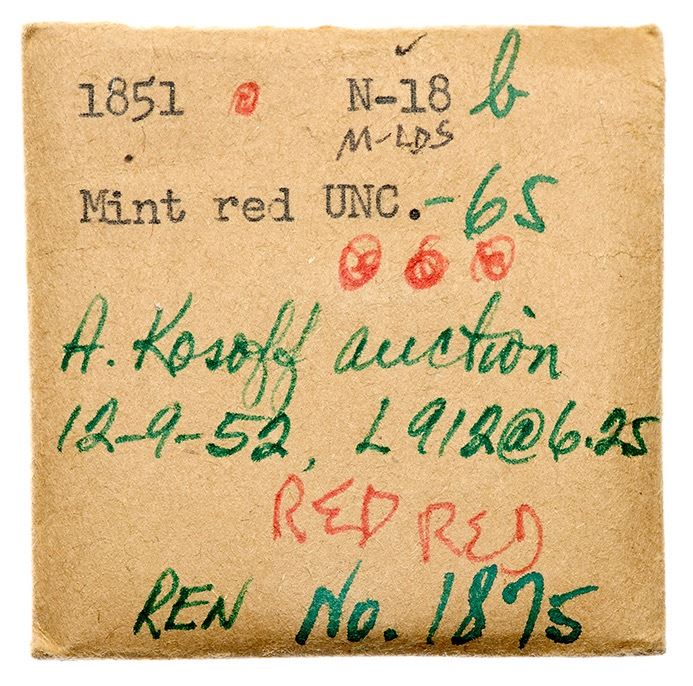 1851 N-18 b
M-LDS
Mint red UNC.-65
A. Kosoff auction
12-9-52, L912@6.25
RED RED
REN No. 1875